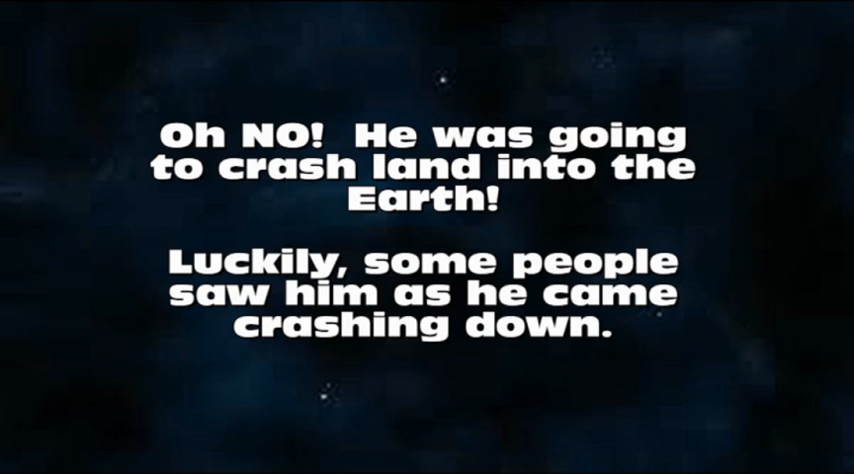 Oh NO!  He was going
to crash land into the
Earth!
Luckily, some people
saw him as he came
crashing down.